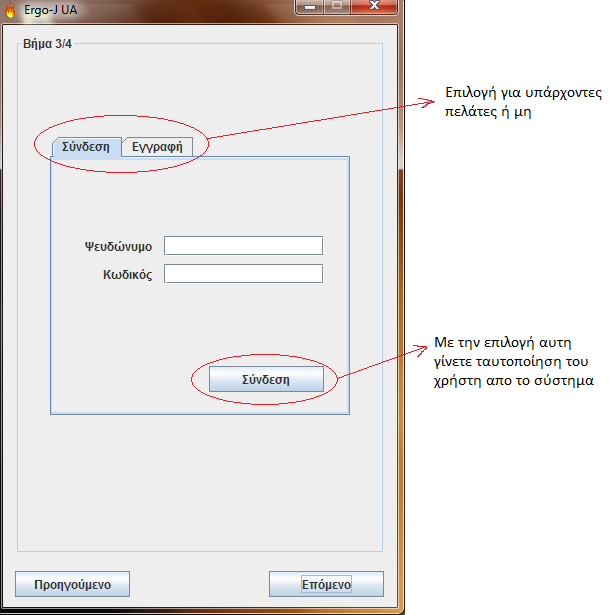 Ergo-J UA
Βήμα 3/4
Επιλογή για υπάρχοντες
πελάτες ή μη
Σύνδεση Εγγραφή
Ψευδώνυμο
Κωδικός
Με την επιλογή αυτη
γίνετε ταυτοποίηση του
χρήστη απο το σύστημα
Σύνδεση
Προηγούμενο Επόμενο